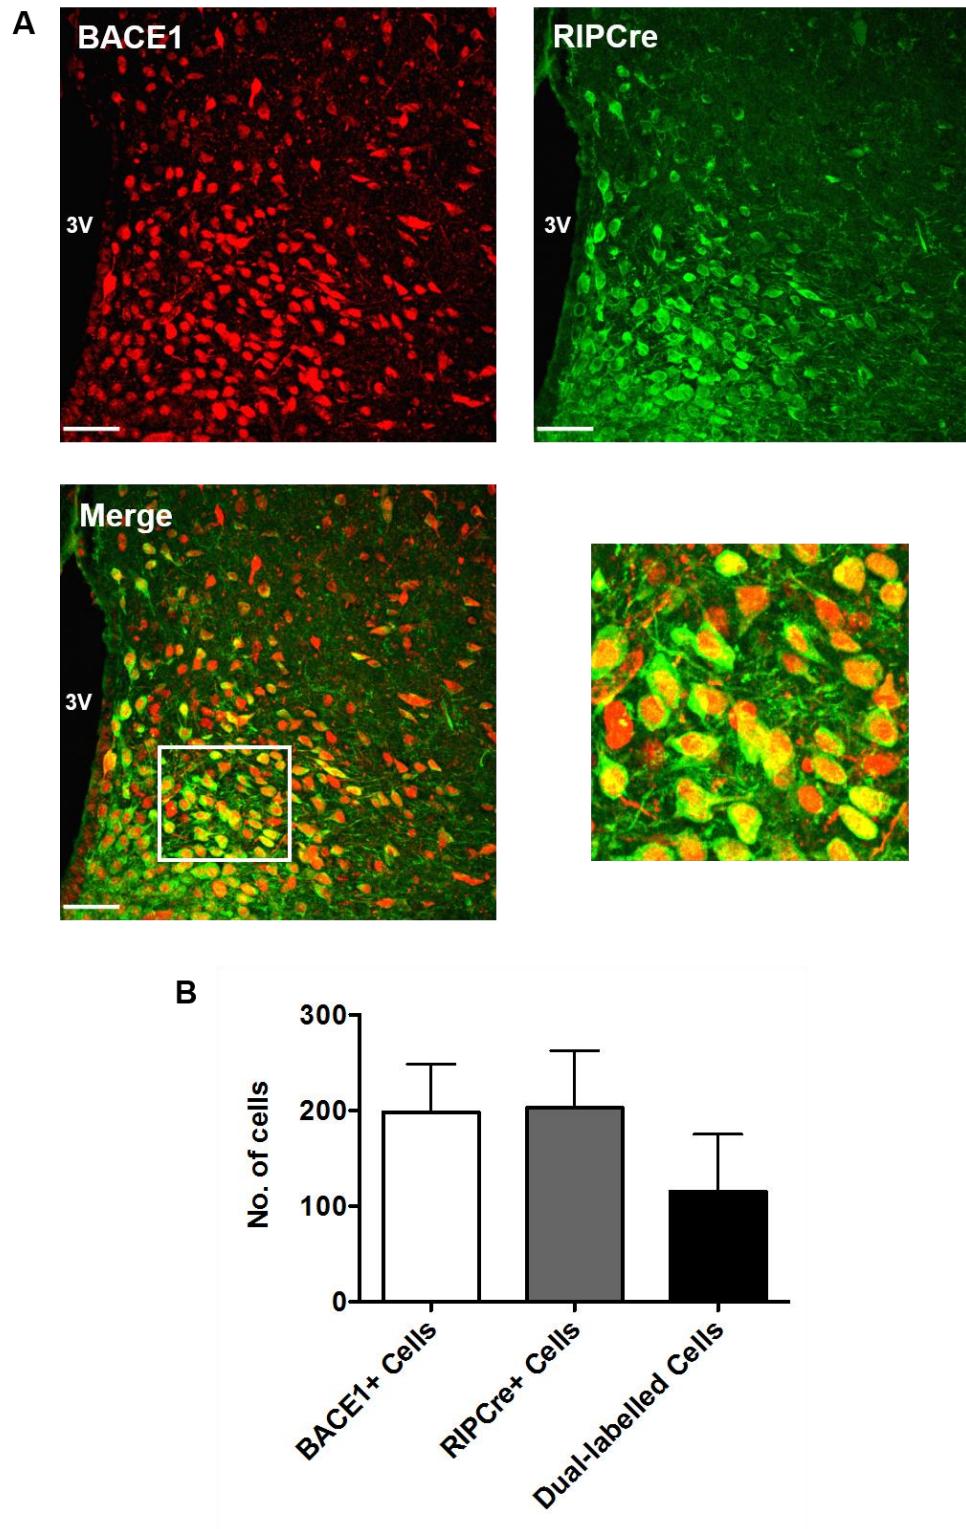 A
BACE1
RIPCre
3V
3V
Merge
3V
B
300
200
100
0
No. of cells
BACE1+ Cells
RIPCre+ Cells
Dual-labelled Cells